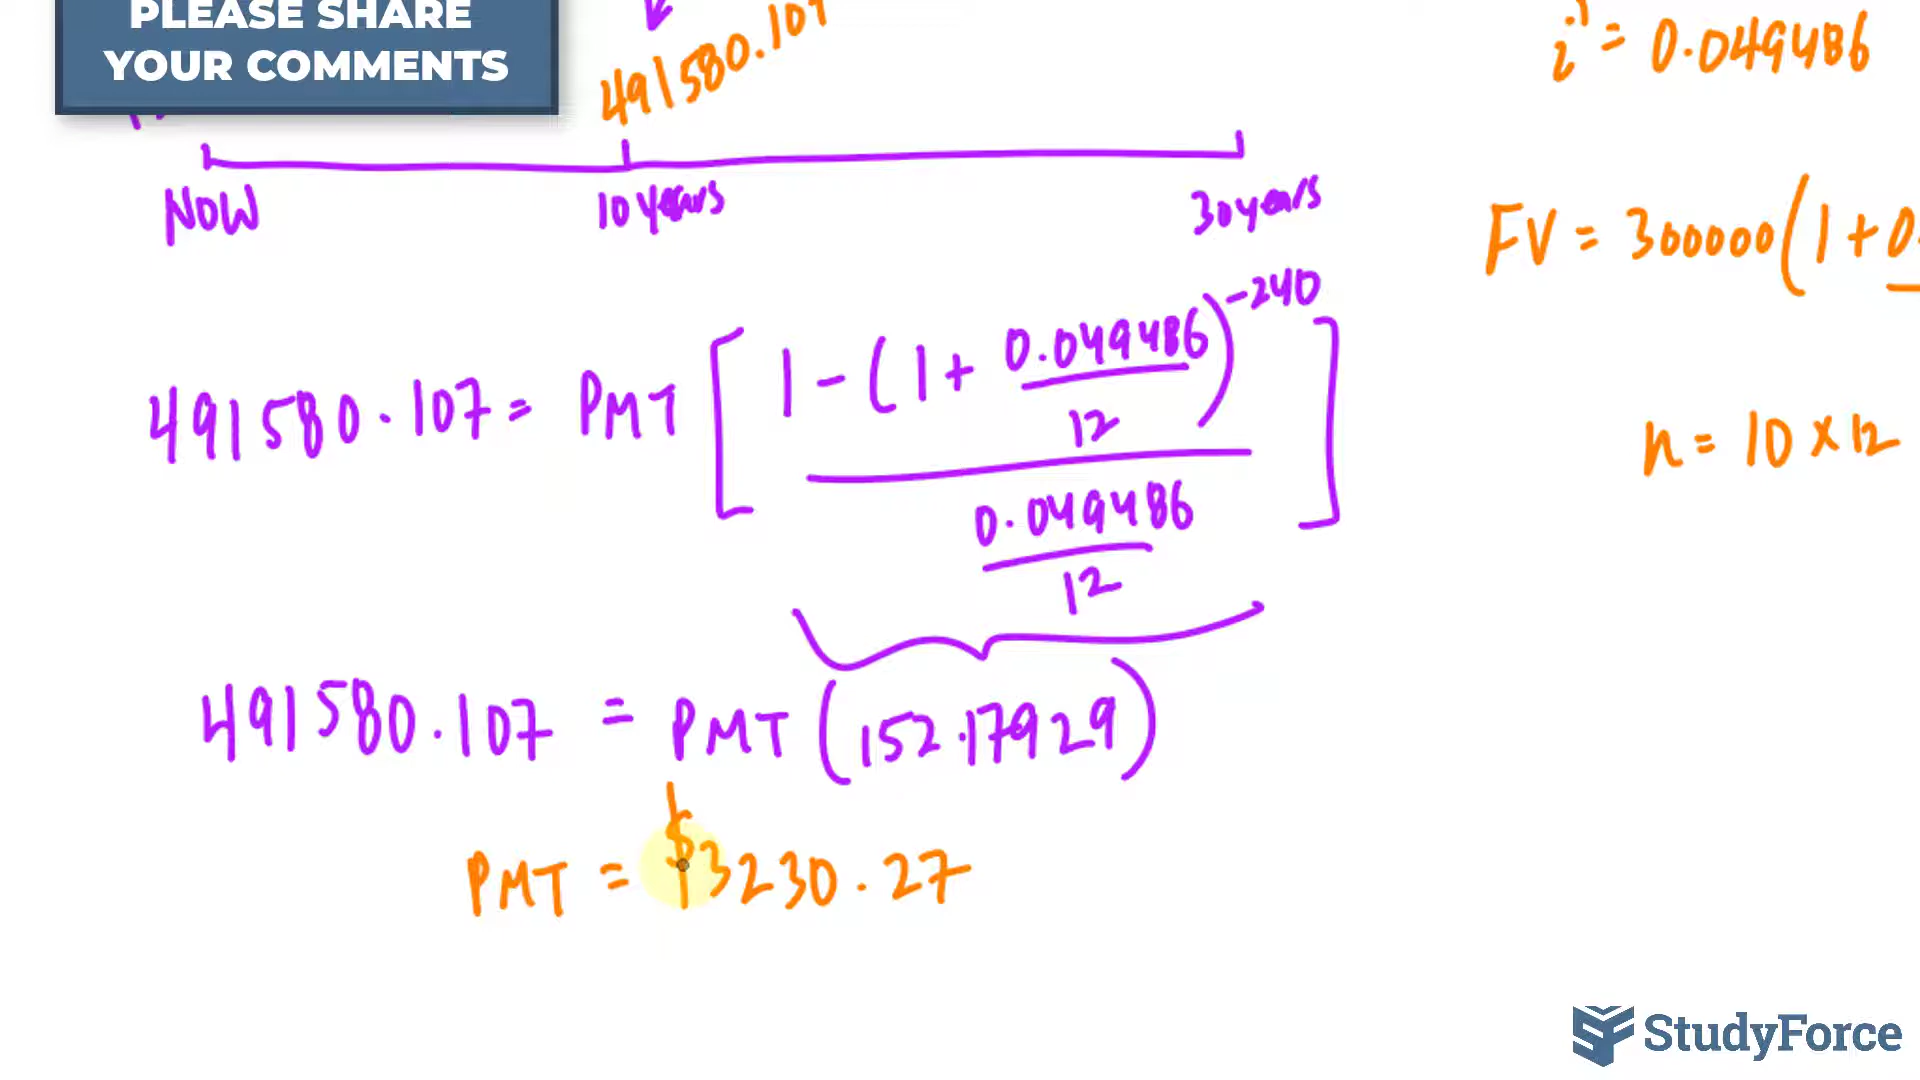 PLEASE SHARE
YOUR COMMENTS
491580.107
i = 0.049486
NOW
10 years
30 years
FV = 300000(1 + 0.
491580.107 = PMT [ 1 - (1 + 0.049486 / 12)^-240 / 0.049486 / 12 ]
n = 10 × 12
491580.107 = PMT (152.17929)
PMT = $3230.27
StudyForce